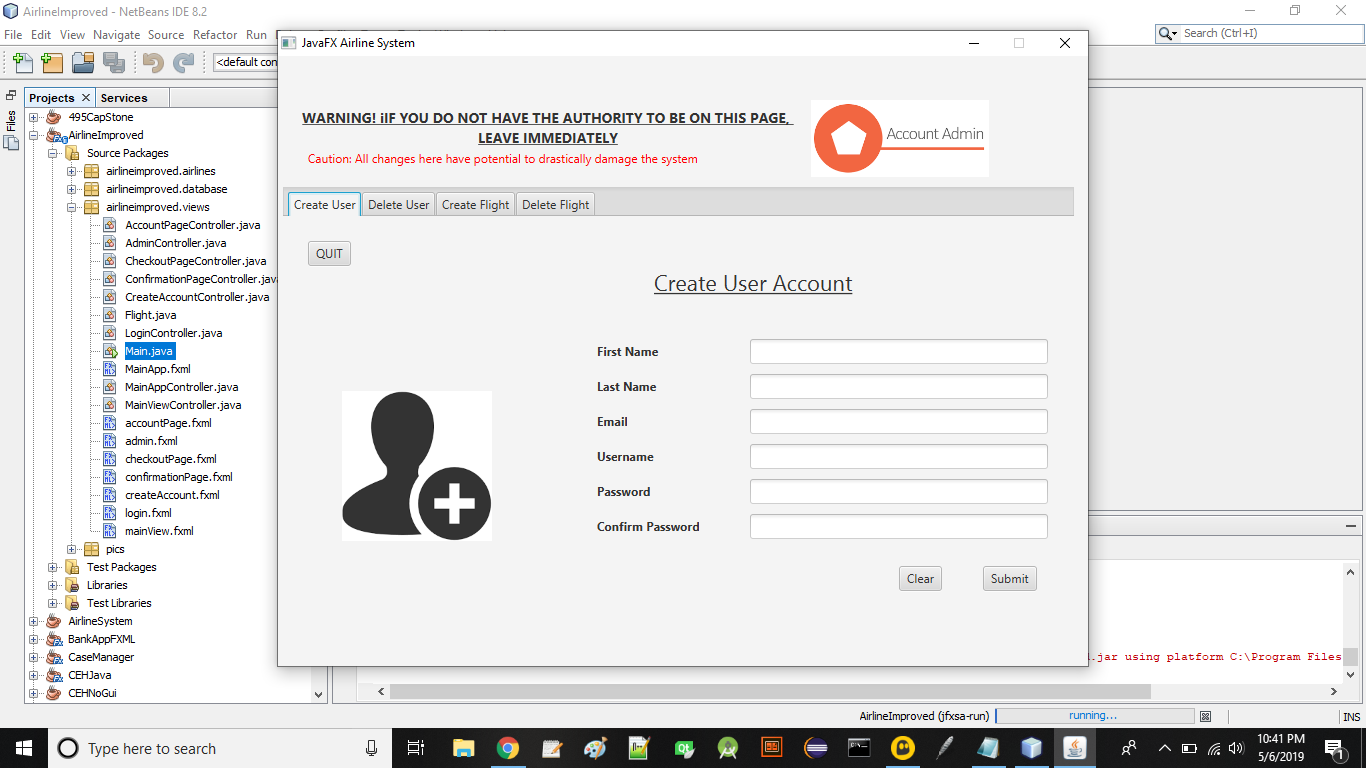 AirlineImproved - NetBeans IDE 8.2
File Edit View Navigate Source Refactor Run
Search (Ctrl+I)
<default con
Projects
Services
Files
495CapStone
AirlineImproved
Source Packages
airlineimproved.airlines
airlineimproved.database
airlineimproved.views
AccountPageController.java
AdminController.java
CheckoutPageController.java
ConfirmationPageController.java
CreateAccountController.java
Flight.java
LoginController.java
Main.java
MainApp.fxml
MainAppController.java
MainViewController.java
accountPage.fxml
admin.fxml
checkoutPage.fxml
confirmationPage.fxml
createAccount.fxml
login.fxml
mainView.fxml
pics
Test Packages
Libraries
Test Libraries
AirlineSystem
BankAppFXML
CaseManager
CEHJava
CEHNoGui
JavaFX Airline System
WARNING! iIF YOU DO NOT HAVE THE AUTHORITY TO BE ON THIS PAGE,
LEAVE IMMEDIATELY
Caution: All changes here have potential to drastically damage the system
Account Admin
Create User
Delete User
Create Flight
Delete Flight
QUIT
Create User Account
First Name
Last Name
Email
Username
Password
Confirm Password
Clear
Submit
.jar using platform C:\Program Files
AirlineImproved (jfxsa-run)
running...
INS
Type here to search
10:41 PM
5/6/2019
1